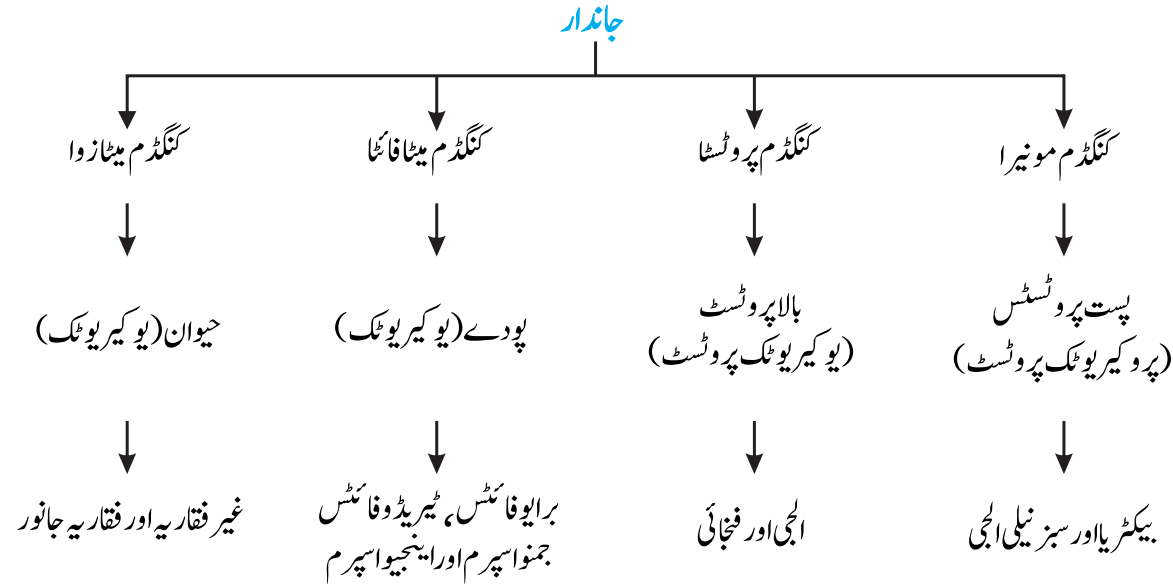 جاندار
کنگڈم مونیرا
کنگڈم پروٹسٹا
کنگڈم میٹافائٹا
کنگڈم میٹازوا
پست پروٹسٹس
(پروکیریوٹک پروٹسٹ)
بالا پروٹسٹ
(یوکیریوٹک پروٹسٹ)
پودے (یوکیریوٹک)
حیوان (یوکیریوٹک)
بیکٹریا اور سبز نیلی الجی
الجی اور فنجائی
برایوفائٹس، ٹیریڈوفائٹس
جمنواسپرم اور اینجیواسپرم
غیر فقاریہ اور فقاریہ جانور